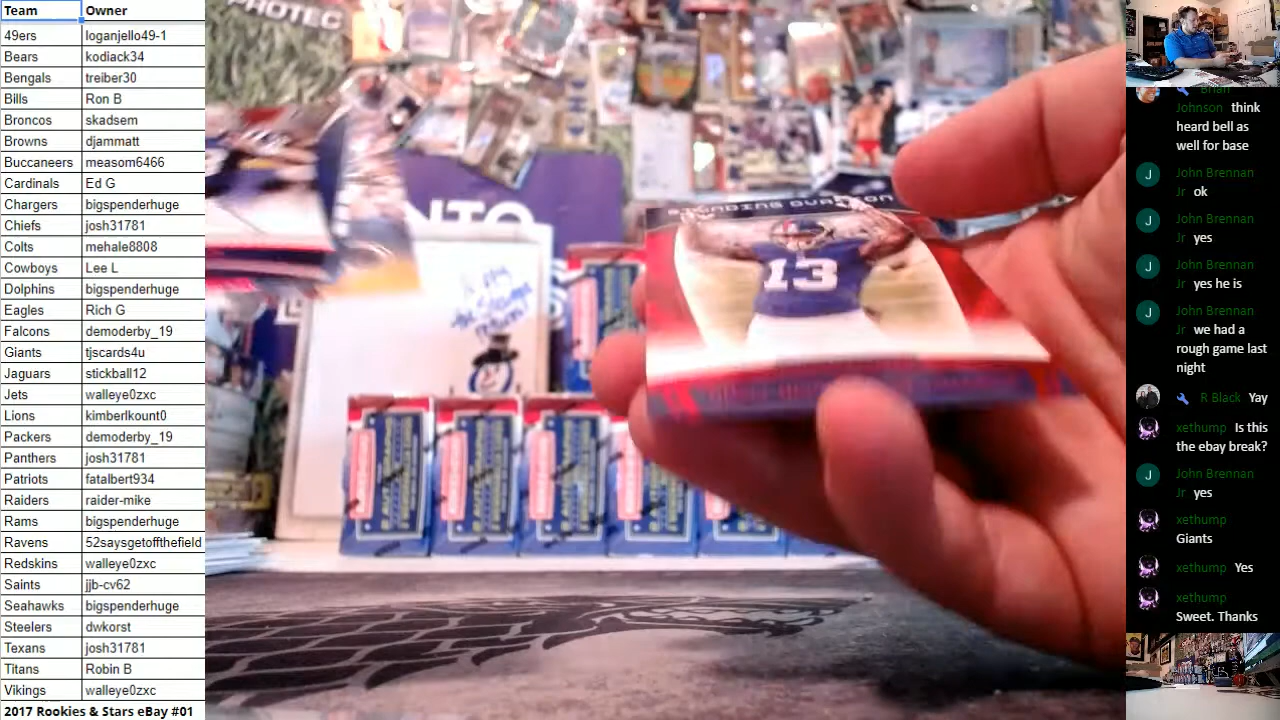 Team Owner
49ers loganjello49-1
Bears kodiack34
Bengals treiber30
Bills Ron B
Broncos skadsem
Browns djammatt
Buccaneers measom6466
Cardinals Ed G
Chargers bigspenderhuge
Chiefs josh31781
Colts mehale8808
Cowboys Lee L
Dolphins bigspenderhuge
Eagles Rich G
Falcons demoderby_19
Giants tjscards4u
Jaguars stickball12
Jets walleye0zxc
Lions kimberlkount0
Packers demoderby_19
Panthers josh31781
Patriots fatalbert934
Raiders raider-mike
Rams bigspenderhuge
Ravens 52saysgetoffthefield
Redskins walleye0zxc
Saints jjb-cv62
Seahawks bigspenderhuge
Steelers dwkorst
Texans josh31781
Titans Robin B
Vikings walleye0zxc
2017 Rookies & Stars eBay #01
PROTEC
STANDING OVATION
13
Brian
Johnson think
heard bell as
well for base
J John Brennan
Jr ok
J John Brennan
Jr yes
J John Brennan
Jr yes he is
J John Brennan
Jr we had a
rough game last
night
R Black Yay
xethump Is this
the ebay break?
J John Brennan
Jr yes
xethump
Giants
xethump Yes
xethump
Sweet. Thanks